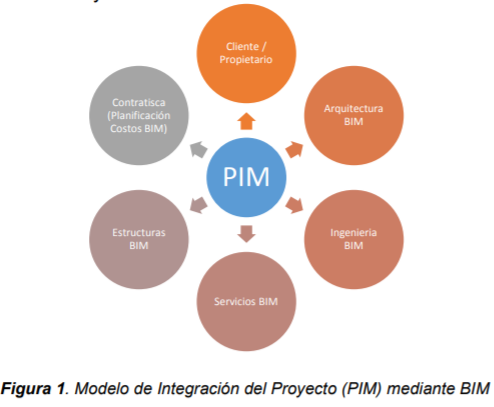 Cliente /
Propietario
Contratisca
(Planificación
Costos BIM)
Arquitectura
BIM
PIM
Estructuras
BIM
Ingenieria
BIM
Servicios BIM
Figura 1. Modelo de Integración del Proyecto (PIM) mediante BIM